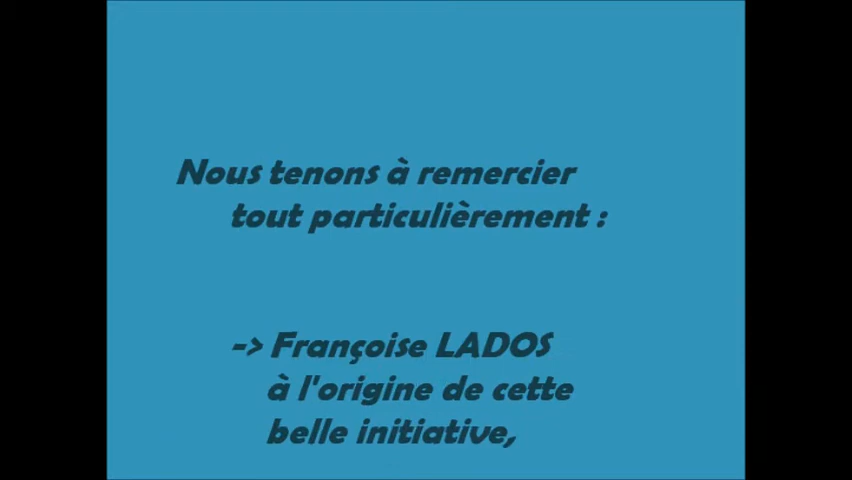 Nous tenons à remercier
tout particulièrement :
-> Françoise LADOS
à l'origine de cette
belle initiative,